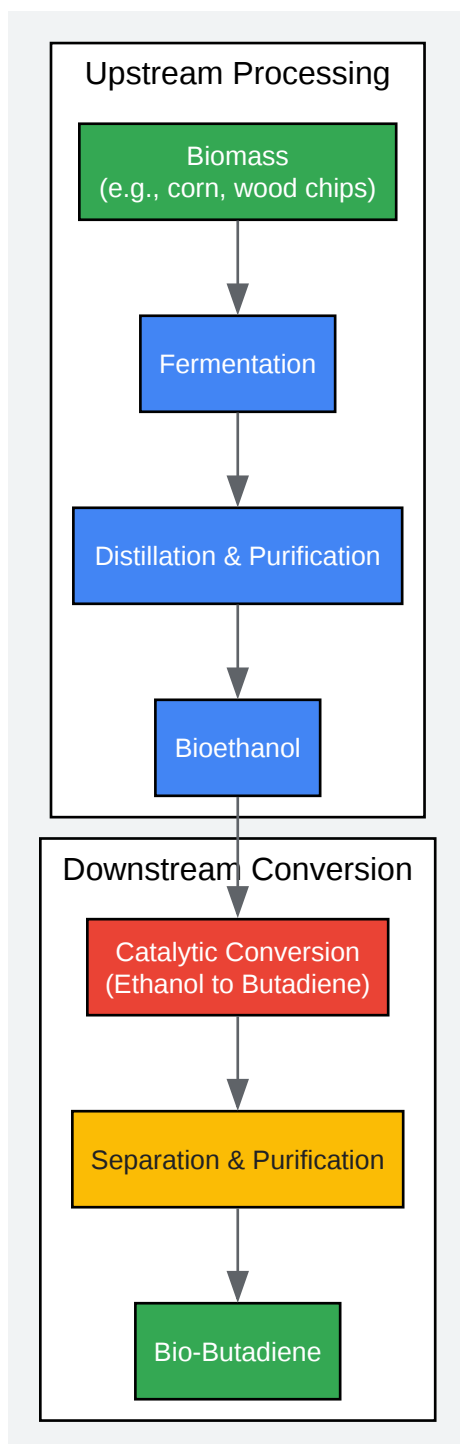 Upstream Processing
Biomass
(e.g., corn, wood chips)
Fermentation
Distillation & Purification
Bioethanol
Downstream Conversion
Catalytic Conversion
(Ethanol to Butadiene)
Separation & Purification
Bio-Butadiene